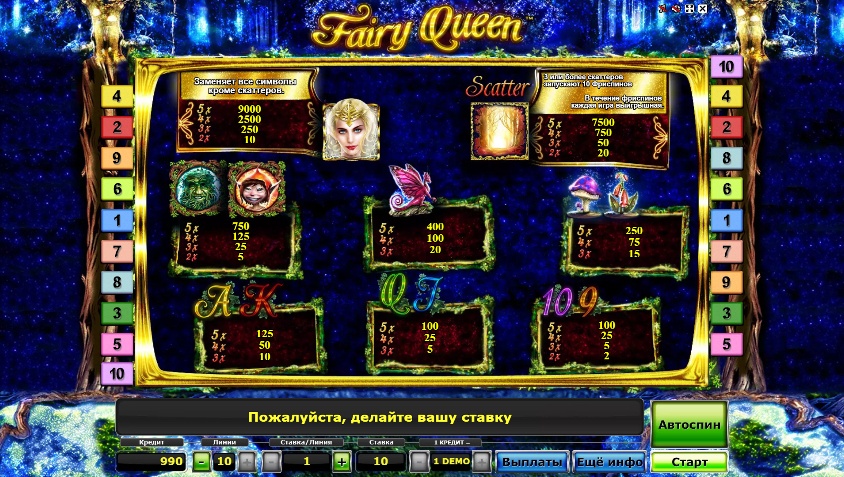 Fairy Queen™
Заменяет все символы
кроме скаттеров.
5x 9000
4x 2500
3x 250
2x 10
Scatter
3 или более скаттеров
запускают 10 Фриспинов
В течение фриспинов
каждая игра выигрышная.
5x 7500
4x 750
3x 50
2x 20
5x 750
4x 125
3x 25
2x 5
5x 400
4x 100
3x 20
5x 250
4x 75
3x 15
A K
5x 125
4x 50
3x 10
Q J
5x 100
4x 25
3x 5
10 9
5x 100
4x 25
3x 5
2x 2
4
2
9
6
1
7
8
3
5
10
10
4
2
8
6
1
7
9
3
5
Пожалуйста, делайте вашу ставку
Автоспин
Кредит Линии Ставка/Линия Ставка 1 КРЕДИТ =
990 - 10 + - 1 + 10 - 1 DEMO + Выплаты Ещё инфо Старт